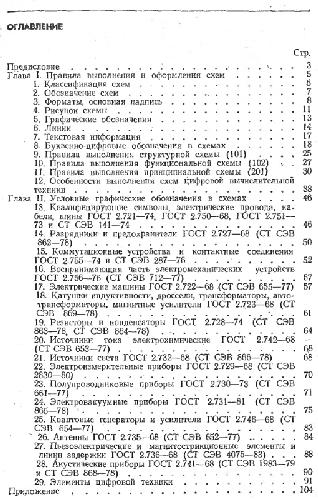 ОГЛАВЛЕНИЕ
Стр.
Предисловие 3
Глава I. Правила выполнения и оформления схем 5
1. Классификация схем 5
2. Обозначение схем 7
3. Форматы, основная надпись 8
4. Рисунок схемы 11
5. Графические обозначения 13
6. Линии 14
7. Текстовая информация 17
8. Буквенно-цифровые обозначения в схемах 18
9. Правила выполнения структурной схемы (101) 25
10. Правила выполнения функциональной схемы (102) 27
11. Правила выполнения принципиальной схемы (201) 30
12. Особенности выполнения схем цифровой вычислительной
техники 38
Глава II. Условные графические обозначения в схемах 46
13. Квалифицирующие символы, электрические провода, ка-
бели, шины ГОСТ 2.721—74, ГОСТ 2.750—68, ГОСТ 2.751—
73 и СТ СЭВ 141—74 46
14. Разрядники и предохранители ГОСТ 2.727—68 (СТ СЭВ
862—78) 50
15. Коммутационные устройства и контактные соединения
ГОСТ 2.755—74 и СТ СЭВ 287—76 52
16. Воспринимающая часть электромеханических устройств
ГОСТ 2.756—76 (СТ СЭВ 712—77) 57
17. Электрические машины ГОСТ 2.722—68 (СТ СЭВ 655—77) 57
18. Катушки индуктивности, дроссели, трансформаторы, авто-
трансформаторы, магнитные усилители ГОСТ 2.723—68 (СТ
СЭВ 869—78) 61
19. Резисторы и конденсаторы ГОСТ 2.728—74 (СТ СЭВ
863—78, СТ СЭВ 864—78) 64
20. Источники тока электрохимические ГОСТ 2.742—68
(СТ СЭВ 653—77) 68
21. Источники света ГОСТ 2.732—68 (СТ СЭВ 865—78) 68
22. Электроизмерительные приборы ГОСТ 2.729—68 (СТ СЭВ
2830—80) 70
23. Полупроводниковые приборы ГОСТ 2.730—73 (СТ СЭВ
661—77) 71
24. Электровакуумные приборы ГОСТ 2.731—81 (СТ СЭВ
866—78) 75
25. Квантовые генераторы и усилители ГОСТ 2.746—68 (СТ
СЭВ 654—77) 83
26. Антенны ГОСТ 2.735—68 (СТ СЭВ 652—77) 84
27. Пьезоэлектрические и магнитострикционные элементы и
линии задержки ГОСТ 2.736—68 (СТ СЭВ 4075—83) 88
28. Акустические приборы ГОСТ 2.741—68 (СТ СЭВ 1983—79
и СТ СЭВ 868—78) 90
29. Элементы цифровой техники 91
Приложение 104